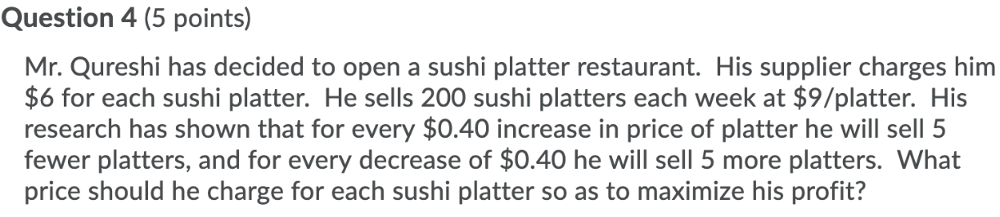 Question 4 (5 points)
Mr. Qureshi has decided to open a sushi platter restaurant.  His supplier charges him
$6 for each sushi platter.  He sells 200 sushi platters each week at $9/platter.  His
research has shown that for every $0.40 increase in price of platter he will sell 5
fewer platters, and for every decrease of $0.40 he will sell 5 more platters.  What
price should he charge for each sushi platter so as to maximize his profit?